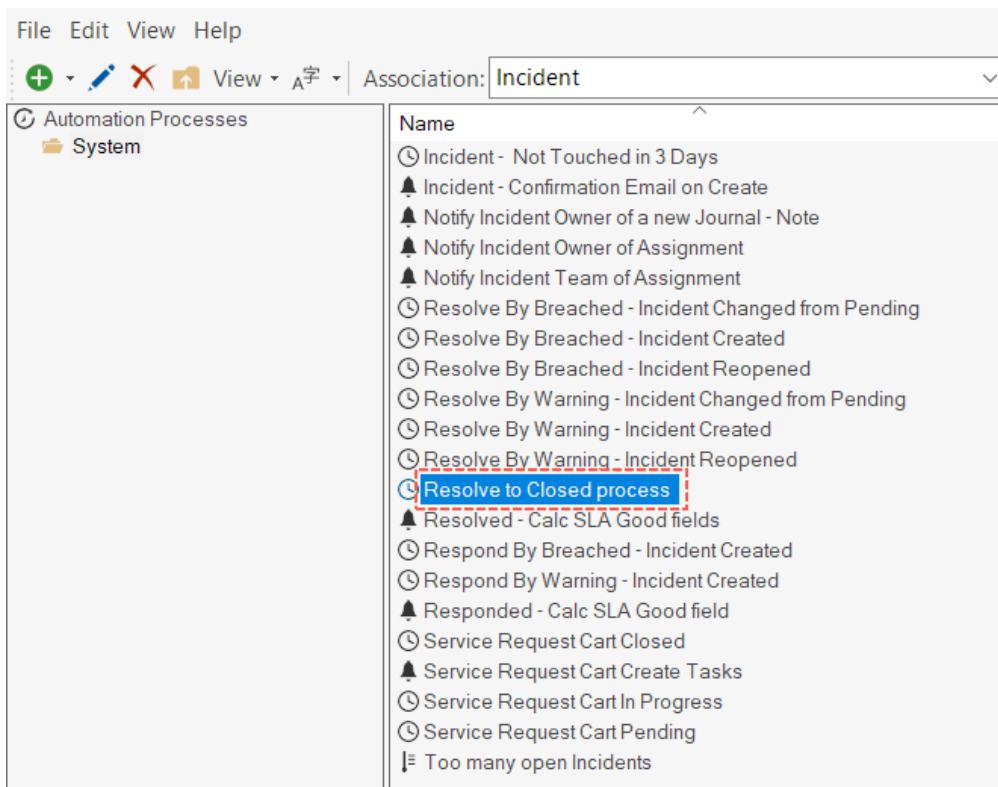 File Edit View Help
View A字 Association: Incident
Automation Processes
System
Name
Incident -  Not Touched in 3 Days
Incident - Confirmation Email on Create
Notify Incident Owner of a new Journal - Note
Notify Incident Owner of Assignment
Notify Incident Team of Assignment
Resolve By Breached - Incident Changed from Pending
Resolve By Breached - Incident Created
Resolve By Breached - Incident Reopened
Resolve By Warning - Incident Changed from Pending
Resolve By Warning - Incident Created
Resolve By Warning - Incident Reopened
Resolve to Closed process
Resolved - Calc SLA Good fields
Respond By Breached - Incident Created
Respond By Warning - Incident Created
Responded - Calc SLA Good field
Service Request Cart Closed
Service Request Cart Create Tasks
Service Request Cart In Progress
Service Request Cart Pending
Too many open Incidents